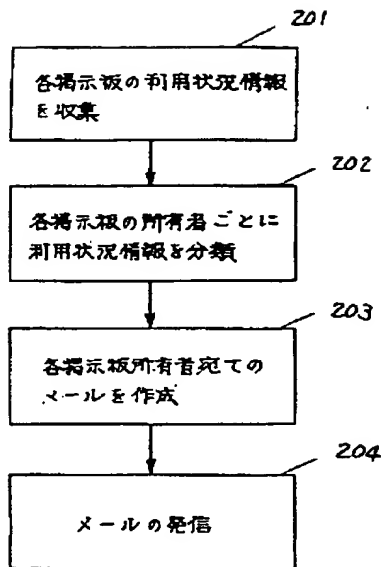 201
各掲示板の利用状況情報
を収集
202
各掲示板の所有者ごとに
利用状況情報を分類
203
各掲示板所有者宛ての
メールを作成
204
メールの発信